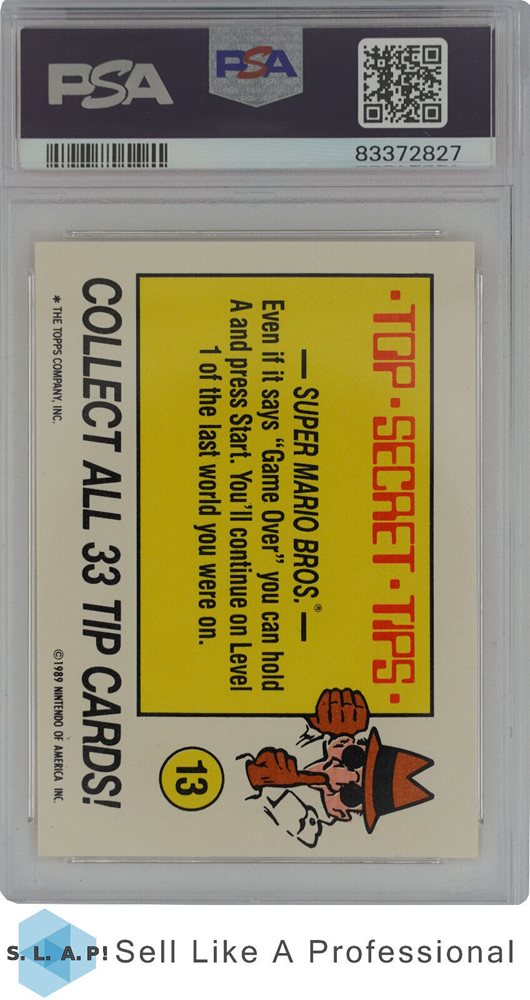 PSA
PSA
83372827
·TOP·SECRET·TIPS·
— SUPER MARIO BROS.® —
Even if it says "Game Over" you can hold
A and press Start. You'll continue on Level
1 of the last world you were on.
13
COLLECT ALL 33 TIP CARDS!
* THE TOPPS COMPANY, INC.
©1989 NINTENDO OF AMERICA INC.
S. L. A.P! Sell Like A Professional